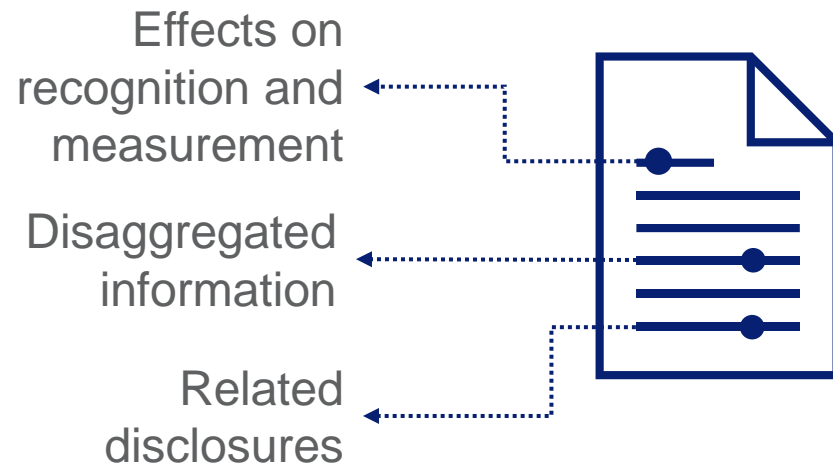 Effects on
recognition and
measurement
Disaggregated
information
Related
disclosures